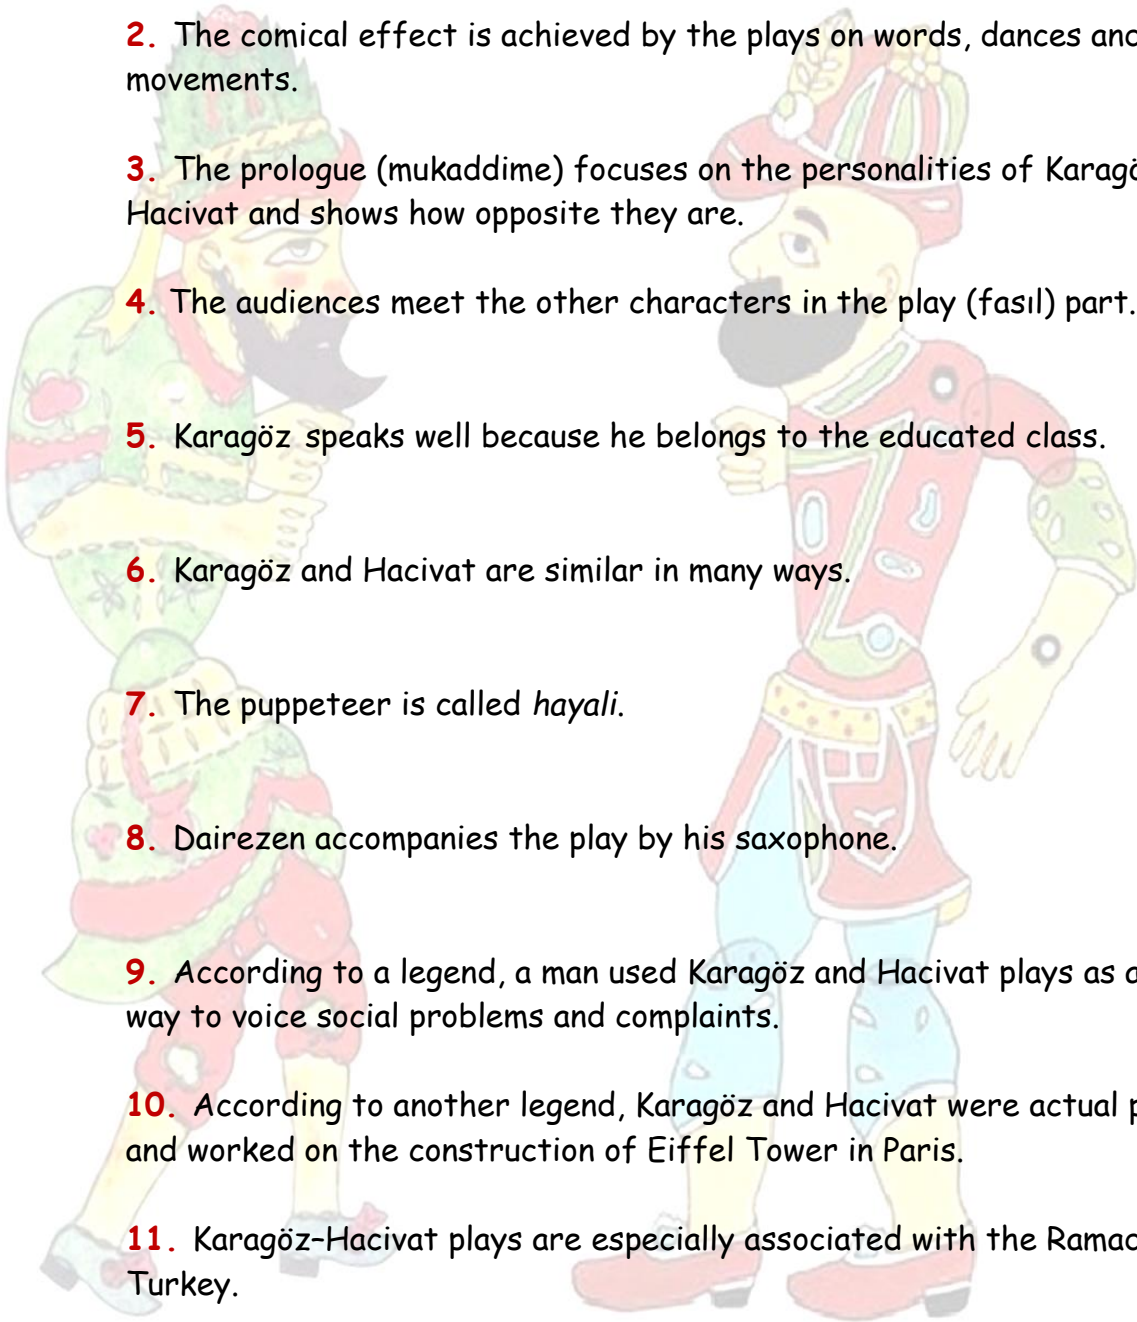 2. The comical effect is achieved by the plays on words, dances and
movements.
3. The prologue (mukaddime) focuses on the personalities of Karagö
Hacivat and shows how opposite they are.
4. The audiences meet the other characters in the play (fasıl) part.
5. Karagöz speaks well because he belongs to the educated class.
6. Karagöz and Hacivat are similar in many ways.
7. The puppeteer is called hayali.
8. Dairezen accompanies the play by his saxophone.
9. According to a legend, a man used Karagöz and Hacivat plays as a
way to voice social problems and complaints.
10. According to another legend, Karagöz and Hacivat were actual p
and worked on the construction of Eiffel Tower in Paris.
11. Karagöz–Hacivat plays are especially associated with the Ramad
Turkey.